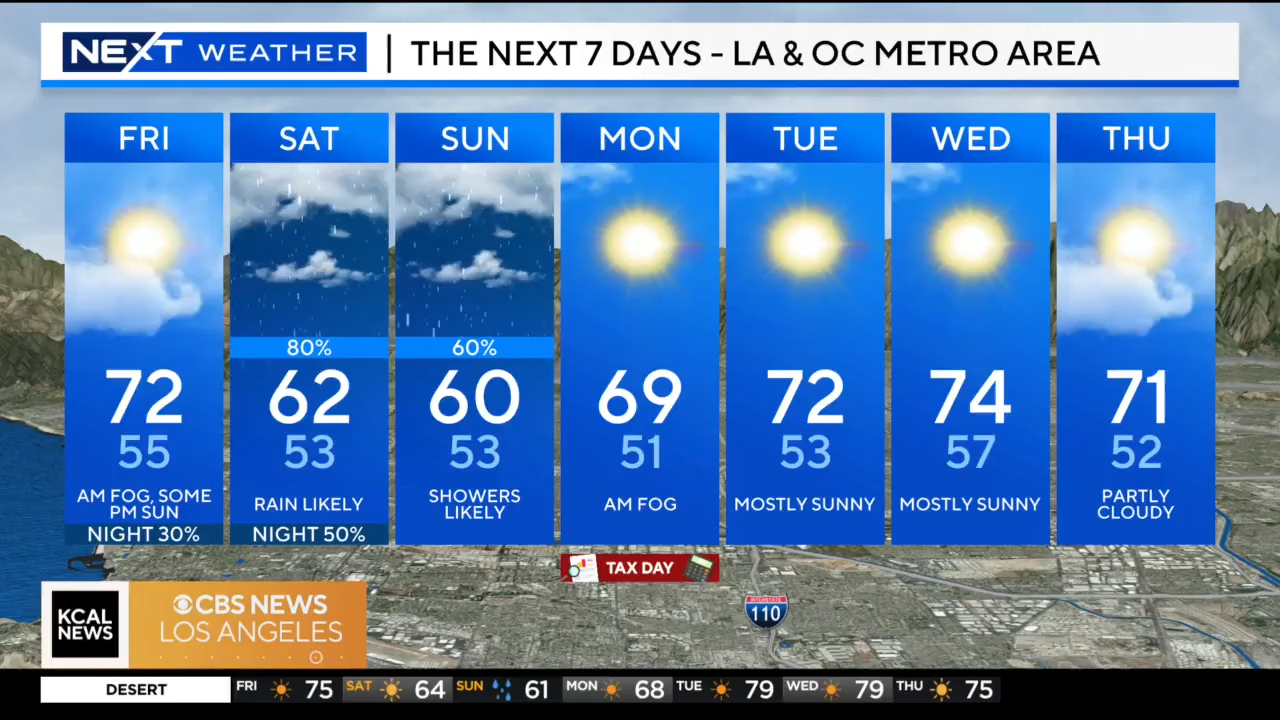 NEXT WEATHER | THE NEXT 7 DAYS - LA & OC METRO AREA
FRI
72
55
AM FOG, SOME
PM SUN
NIGHT 30%
SAT
80%
62
53
RAIN LIKELY
NIGHT 50%
SUN
60%
60
53
SHOWERS
LIKELY
MON
69
51
AM FOG
TAX DAY
TUE
72
53
MOSTLY SUNNY
WED
74
57
MOSTLY SUNNY
THU
71
52
PARTLY
CLOUDY
INTERSTATE
110
KCAL
NEWS
CBS NEWS
LOS ANGELES
DESERT FRI 75 SAT 64 SUN 61 MON 68 TUE 79 WED 79 THU 75